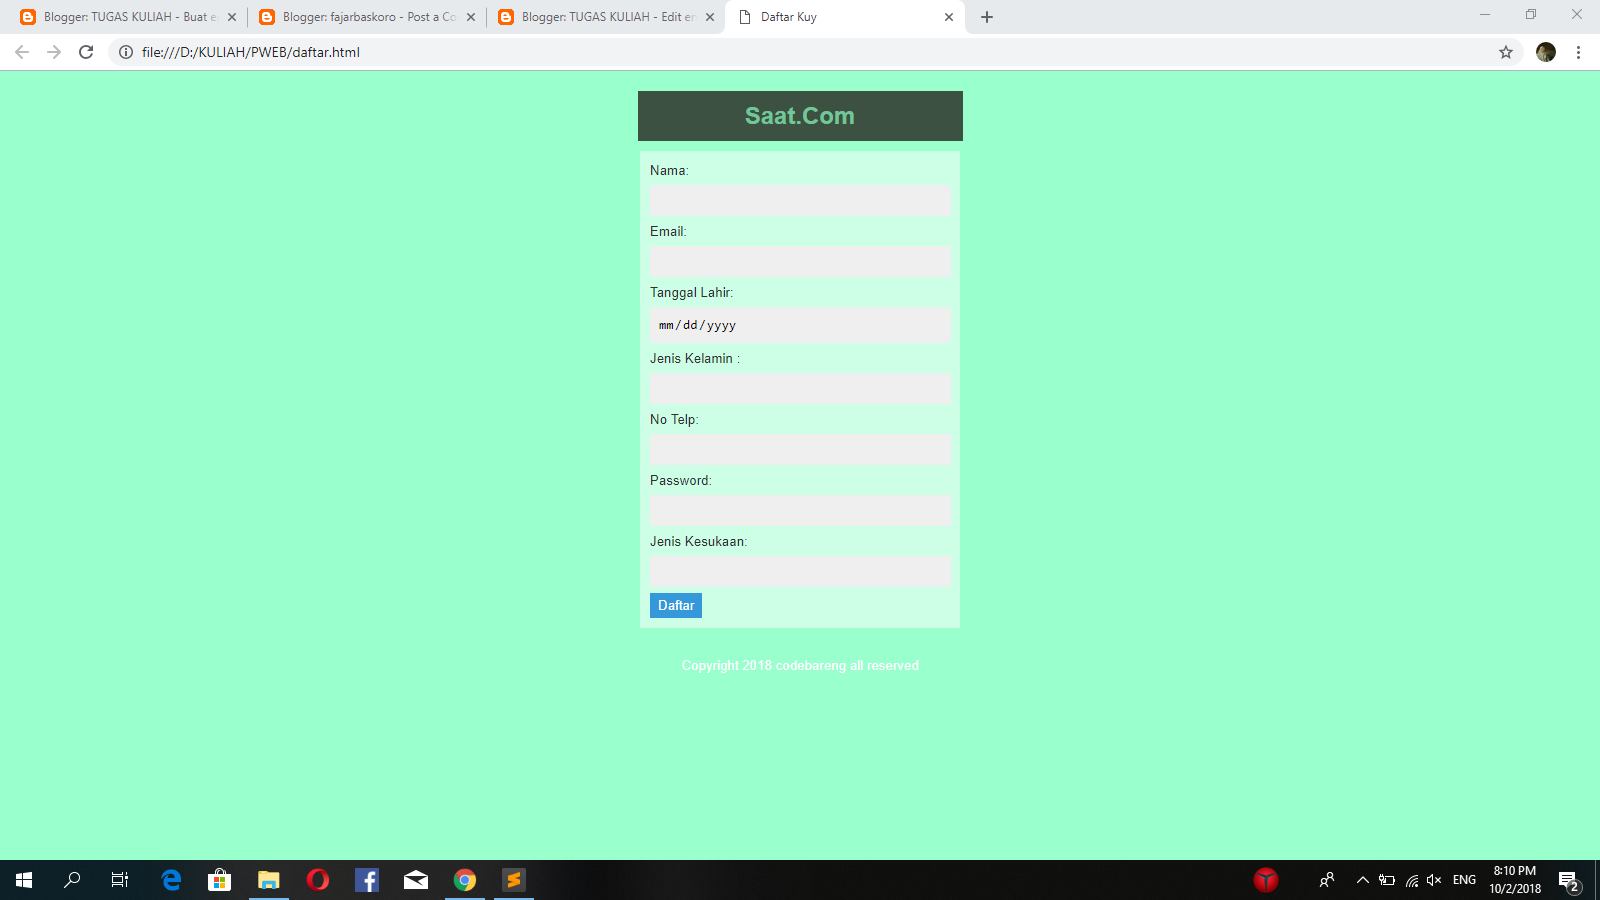 Blogger: TUGAS KULIAH - Buat e
Blogger: fajarbaskoro - Post a Co
Blogger: TUGAS KULIAH - Edit en
Daftar Kuy
file:///D:/KULIAH/PWEB/daftar.html
Saat.Com
Nama:
Email:
Tanggal Lahir:
mm/dd/yyyy
Jenis Kelamin :
No Telp:
Password:
Jenis Kesukaan:
Daftar
Copyright 2018 codebareng all reserved
ENG
8:10 PM
10/2/2018
2